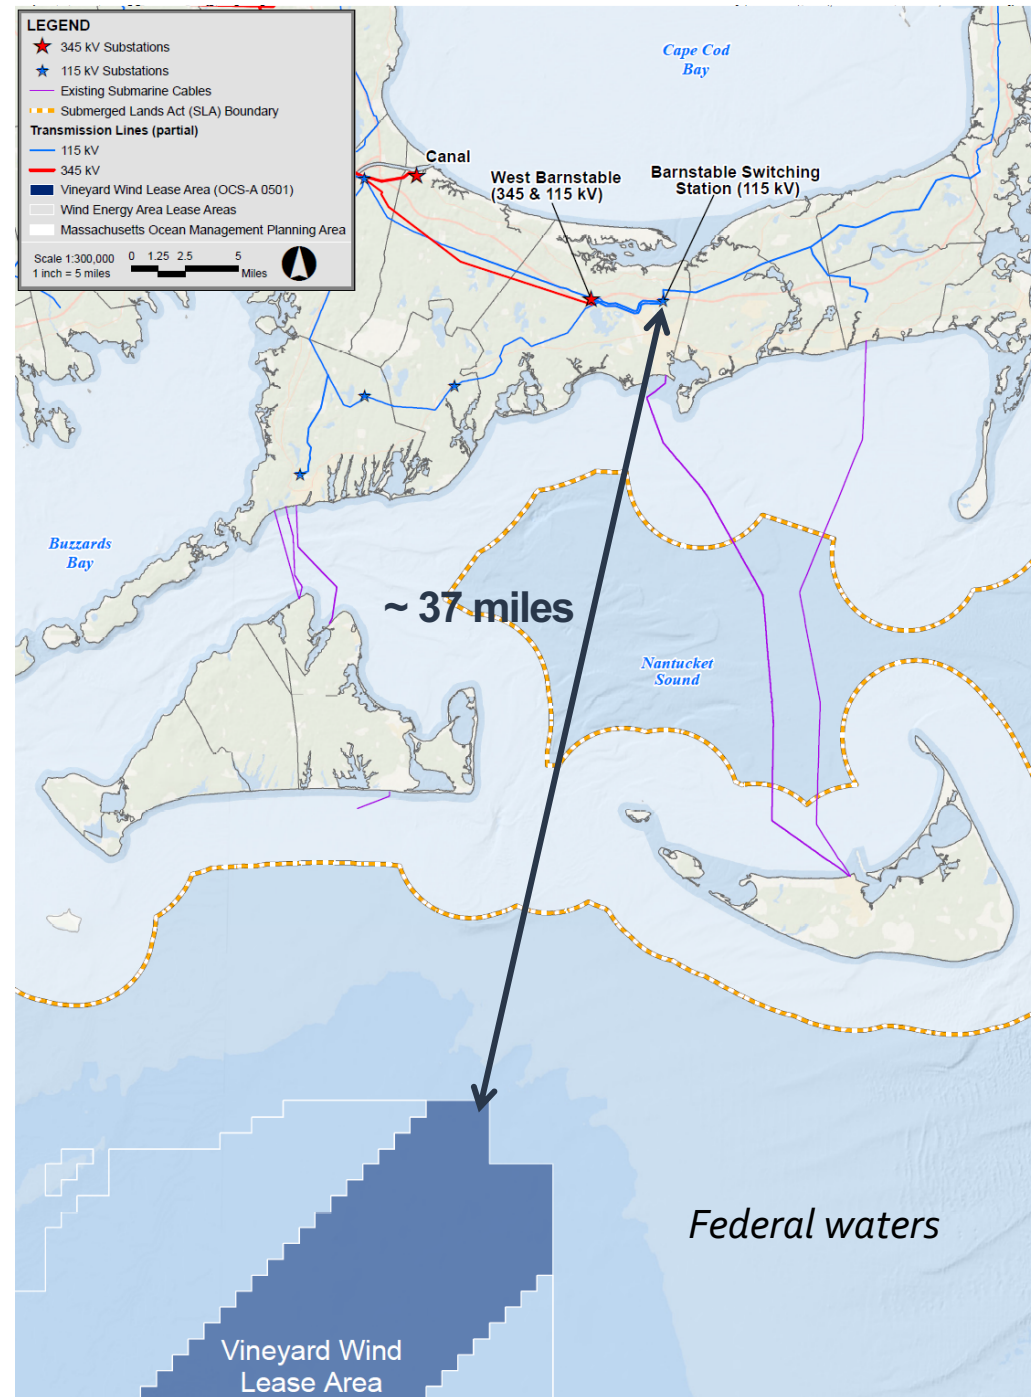 LEGEND
345 kV Substations
115 kV Substations
Existing Submarine Cables
Submerged Lands Act (SLA) Boundary
Transmission Lines (partial)
115 kV
345 kV
Vineyard Wind Lease Area (OCS-A 0501)
Wind Energy Area Lease Areas
Massachusetts Ocean Management Planning Area
Scale 1:300,000
1 inch = 5 miles
0 1.25 2.5 5
Miles
Cape Cod
Bay
Canal
West Barnstable
(345 & 115 kV)
Barnstable Switching
Station (115 kV)
Buzzards
Bay
~ 37 miles
Nantucket
Sound
Federal waters
Vineyard Wind
Lease Area